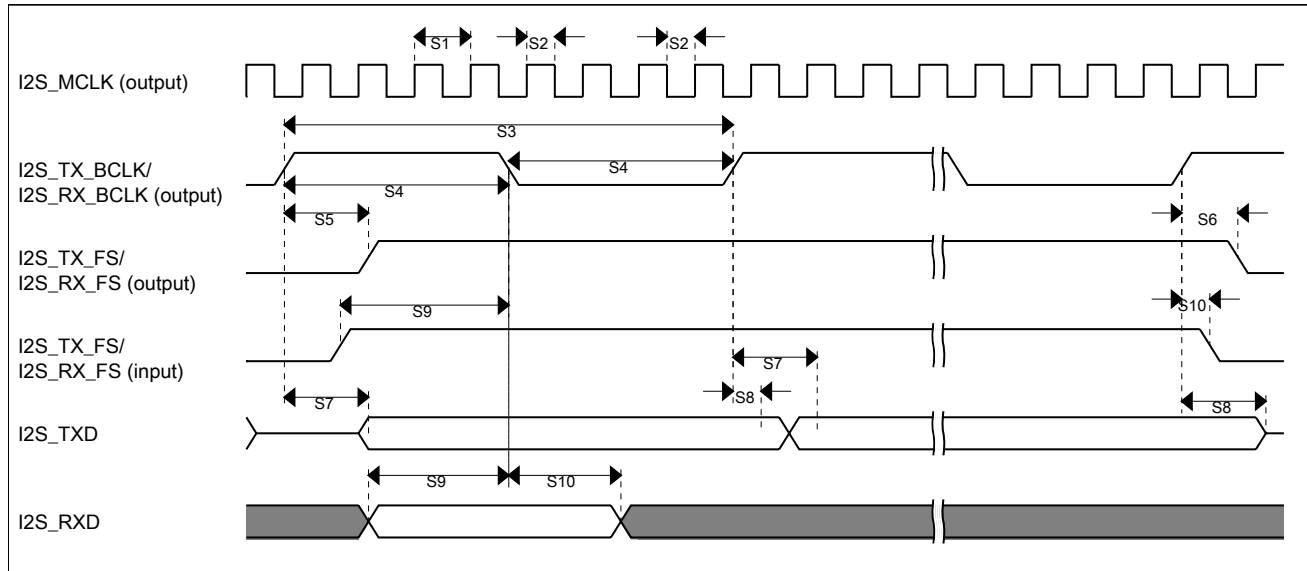 S1
S2
S2
I2S_MCLK (output)
S3
I2S_TX_BCLK/
I2S_RX_BCLK (output)
S4
S4
S5
S6
I2S_TX_FS/
I2S_RX_FS (output)
S9
S10
I2S_TX_FS/
I2S_RX_FS (input)
S7
S7
S8
S8
I2S_TXD
S9
S10
I2S_RXD